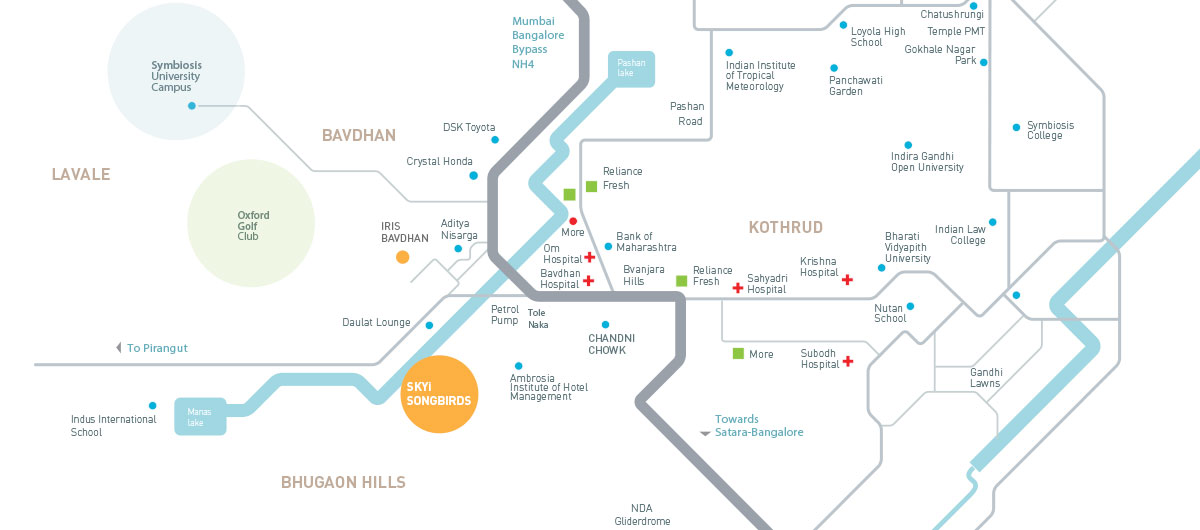 Mumbai
Bangalore
Bypass
NH4
Chatushrungi
Temple PMT
Loyola High
School
Gokhale Nagar
Park
Symbiosis
University
Campus
Pashan
lake
Indian Institute
of Tropical
Meteorology
Panchawati
Garden
Pashan
Road
DSK Toyota
BAVDHAN
Symbiosis
College
Crystal Honda
Indira Gandhi
Open University
LAVALE
Reliance
Fresh
Oxford
Golf
Club
IRIS
BAVDHAN
Aditya
Nisarga
More
Bank of
Maharashtra
KOTHRUD
Indian Law
College
Bharati
Vidyapith
University
Om
Hospital
Bavdhan
Hospital
Bvanjara
Hills
Reliance
Fresh
Sahyadri
Hospital
Krishna
Hospital
Petrol
Pump
Tole
Naka
Nutan
School
Daulat Lounge
CHANDNI
CHOWK
To Pirangut
More
Subodh
Hospital
Gandhi
Lawns
Ambrosia
Institute of Hotel
Management
SKYi
SONGBIRDS
Manas
lake
Indus International
School
Towards
Satara-Bangalore
BHUGAON HILLS
NDA
Gliderdrome